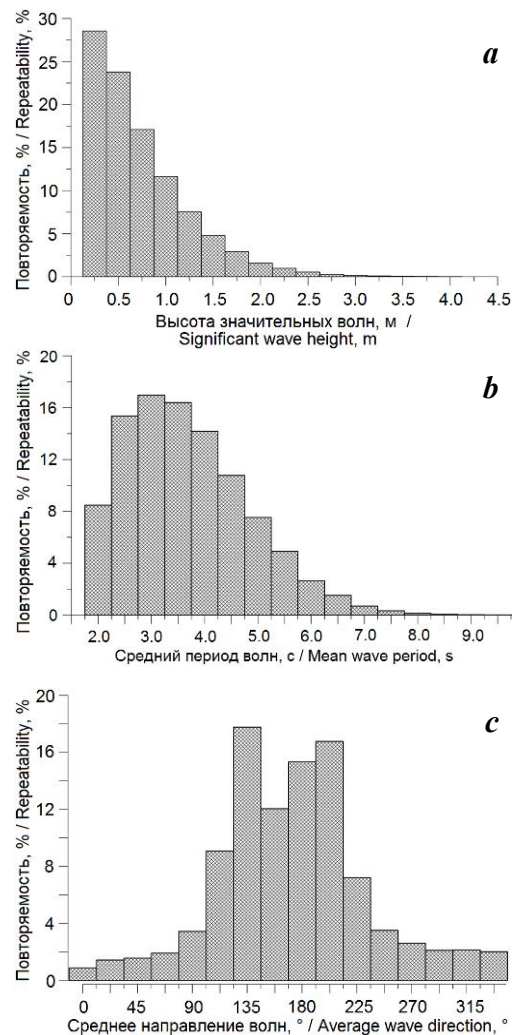 a
Повторяемость, % / Repeatability, %
30
25
20
15
10
5
0
0 0.5 1.0 1.5 2.0 2.5 3.0 3.5 4.0 4.5
Высота значительных волн, м /
Significant wave height, m
b
Повторяемость, % / Repeatability, %
20
16
12
8
4
0
2.0 3.0 4.0 5.0 6.0 7.0 8.0 9.0
Средний период волн, с / Mean wave period, s
c
Повторяемость, % / Repeatability, %
20
16
12
8
4
0
0 45 90 135 180 225 270 315
Среднее направление волн, ° / Average wave direction, °